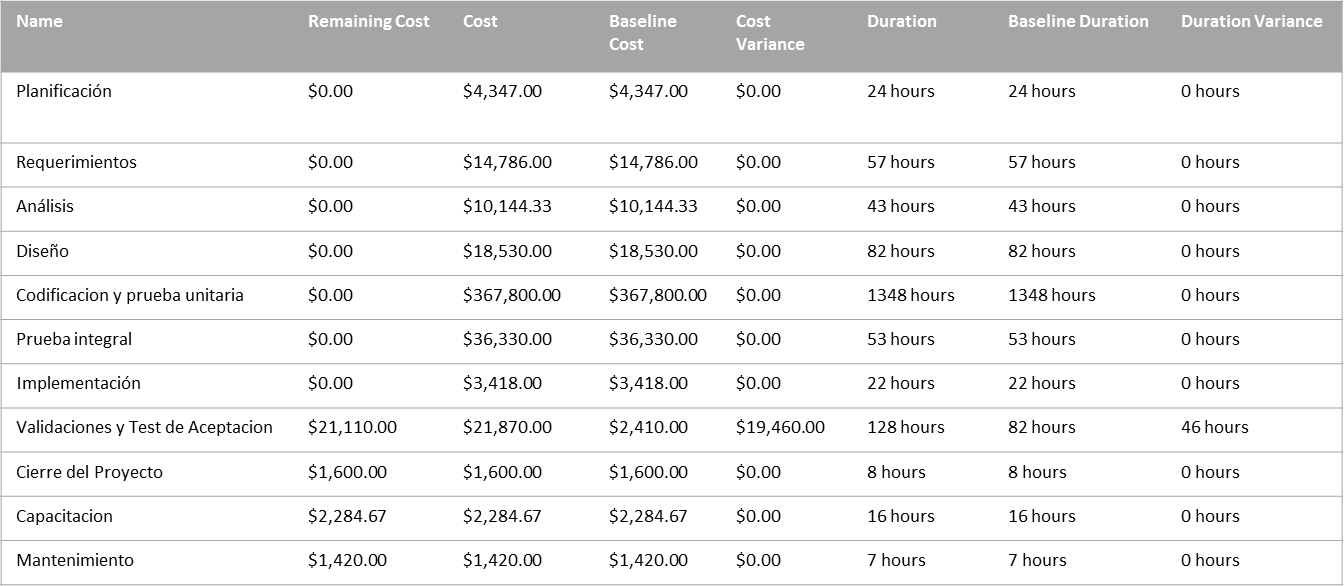 Name Remaining Cost Cost Baseline Cost Cost Variance Duration Baseline Duration Duration Variance
Planificación $0.00 $4,347.00 $4,347.00 $0.00 24 hours 24 hours 0 hours
Requerimientos $0.00 $14,786.00 $14,786.00 $0.00 57 hours 57 hours 0 hours
Análisis $0.00 $10,144.33 $10,144.33 $0.00 43 hours 43 hours 0 hours
Diseño $0.00 $18,530.00 $18,530.00 $0.00 82 hours 82 hours 0 hours
Codificacion y prueba unitaria $0.00 $367,800.00 $367,800.00 $0.00 1348 hours 1348 hours 0 hours
Prueba integral $0.00 $36,330.00 $36,330.00 $0.00 53 hours 53 hours 0 hours
Implementación $0.00 $3,418.00 $3,418.00 $0.00 22 hours 22 hours 0 hours
Validaciones y Test de Aceptacion $21,110.00 $21,870.00 $2,410.00 $19,460.00 128 hours 82 hours 46 hours
Cierre del Proyecto $1,600.00 $1,600.00 $1,600.00 $0.00 8 hours 8 hours 0 hours
Capacitacion $2,284.67 $2,284.67 $2,284.67 $0.00 16 hours 16 hours 0 hours
Mantenimiento $1,420.00 $1,420.00 $1,420.00 $0.00 7 hours 7 hours 0 hours